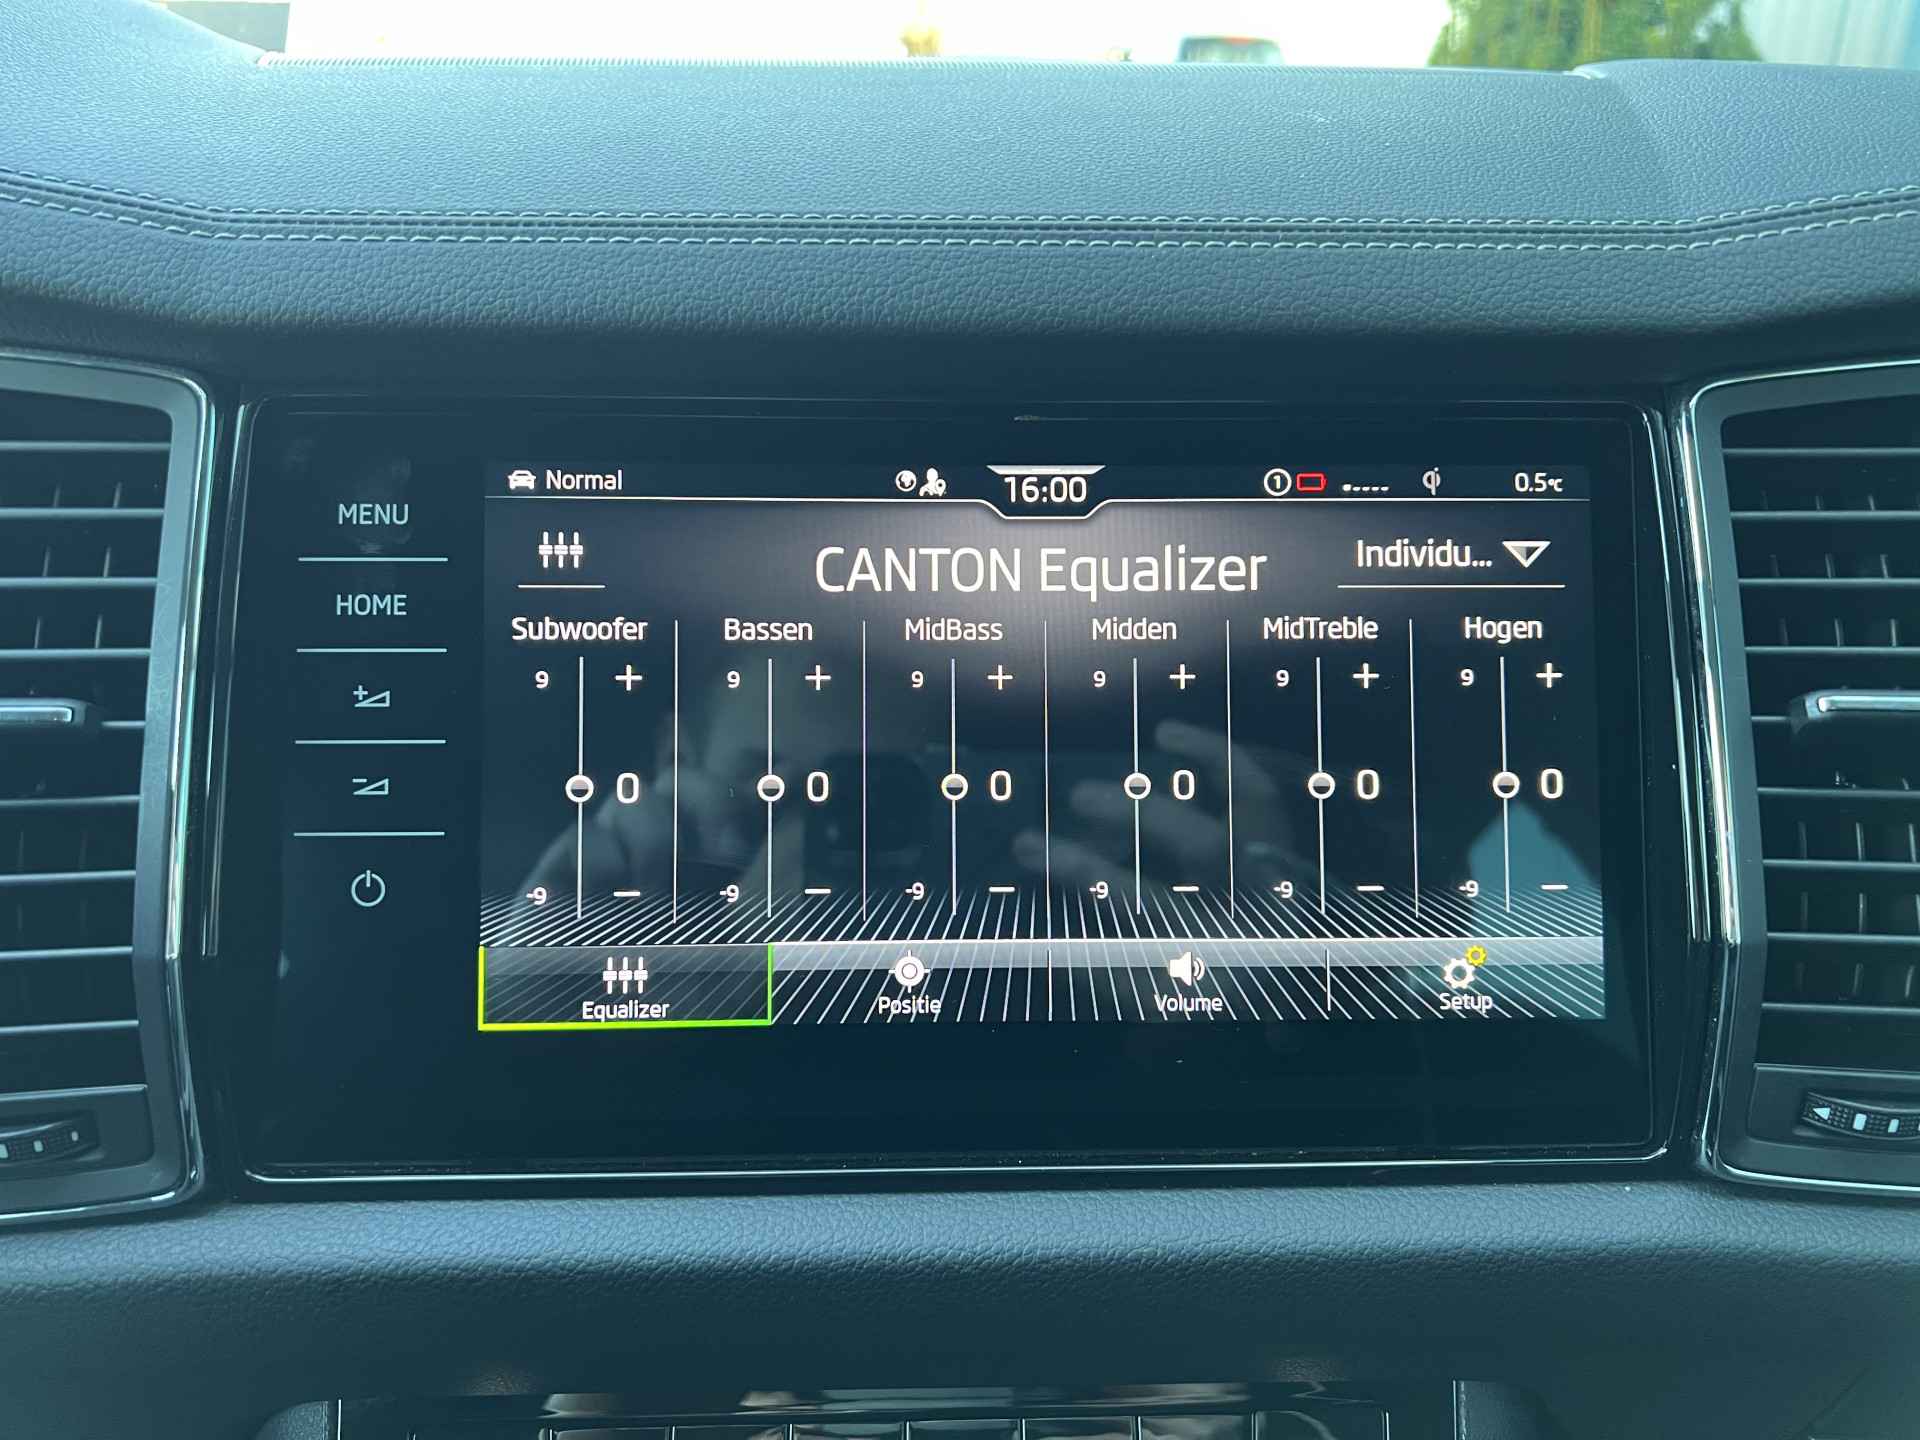 Normal 16:00 1 0.5°C
MENU
HOME
CANTON Equalizer Individu...
Subwoofer Bassen MidBass Midden MidTreble Hogen
9 + 9 + 9 + 9 + 9 + 9 +
0 0 0 0 0 0
-9 − -9 − -9 − -9 − -9 − -9 −
Equalizer Positie Volume Setup